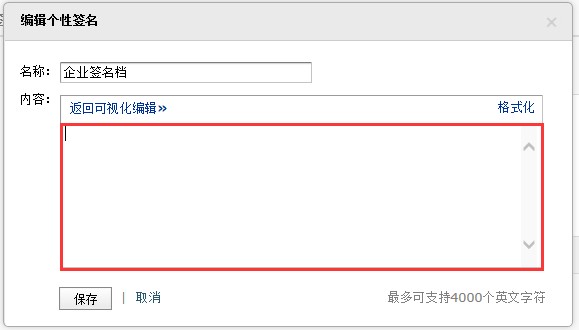 编辑个性签名 ×
名称： 企业签名档
内容： 返回可视化编辑» 格式化
保存 | 取消 最多可支持4000个英文字符